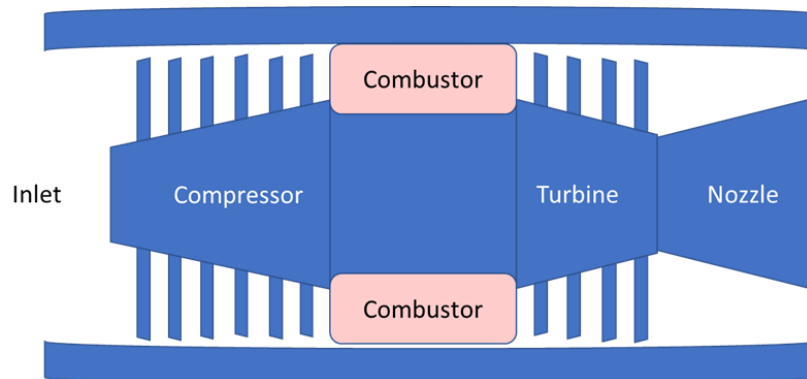 Combustor
Inlet
Compressor
Turbine
Nozzle
Combustor